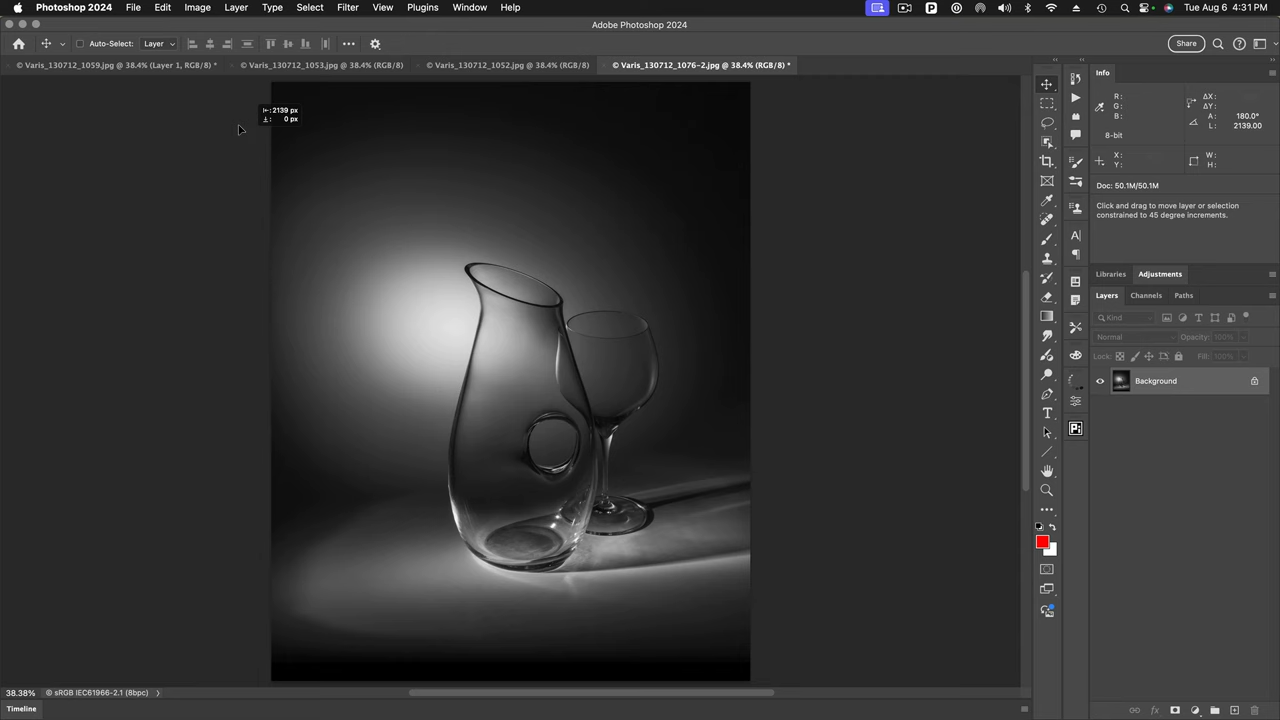 Photoshop 2024 File Edit Image Layer Type Select Filter View Plugins Window Help Tue Aug 6 4:31 PM
Adobe Photoshop 2024
Auto-Select: Layer Share
© Varis_130712_1059.jpg @ 38.4% (Layer 1, RGB/8) * © Varis_130712_1053.jpg @ 38.4% (RGB/8) © Varis_130712_1052.jpg @ 38.4% (RGB/8) © Varis_130712_1076-2.jpg @ 38.4% (RGB/8) *
Info
R: ΔX:
G: ΔY:
B: A: 180.0°
L: 2139.00
8-bit
X: W:
Y: H:
Doc: 50.1M/50.1M
Click and drag to move layer or selection
constrained to 45 degree increments.
2139 px
0 px
Libraries Adjustments
Layers Channels Paths
Kind
Normal Opacity: 100%
Lock: Fill: 100%
Background
38.38% © sRGB IEC61966-2.1 (8bpc)
Timeline